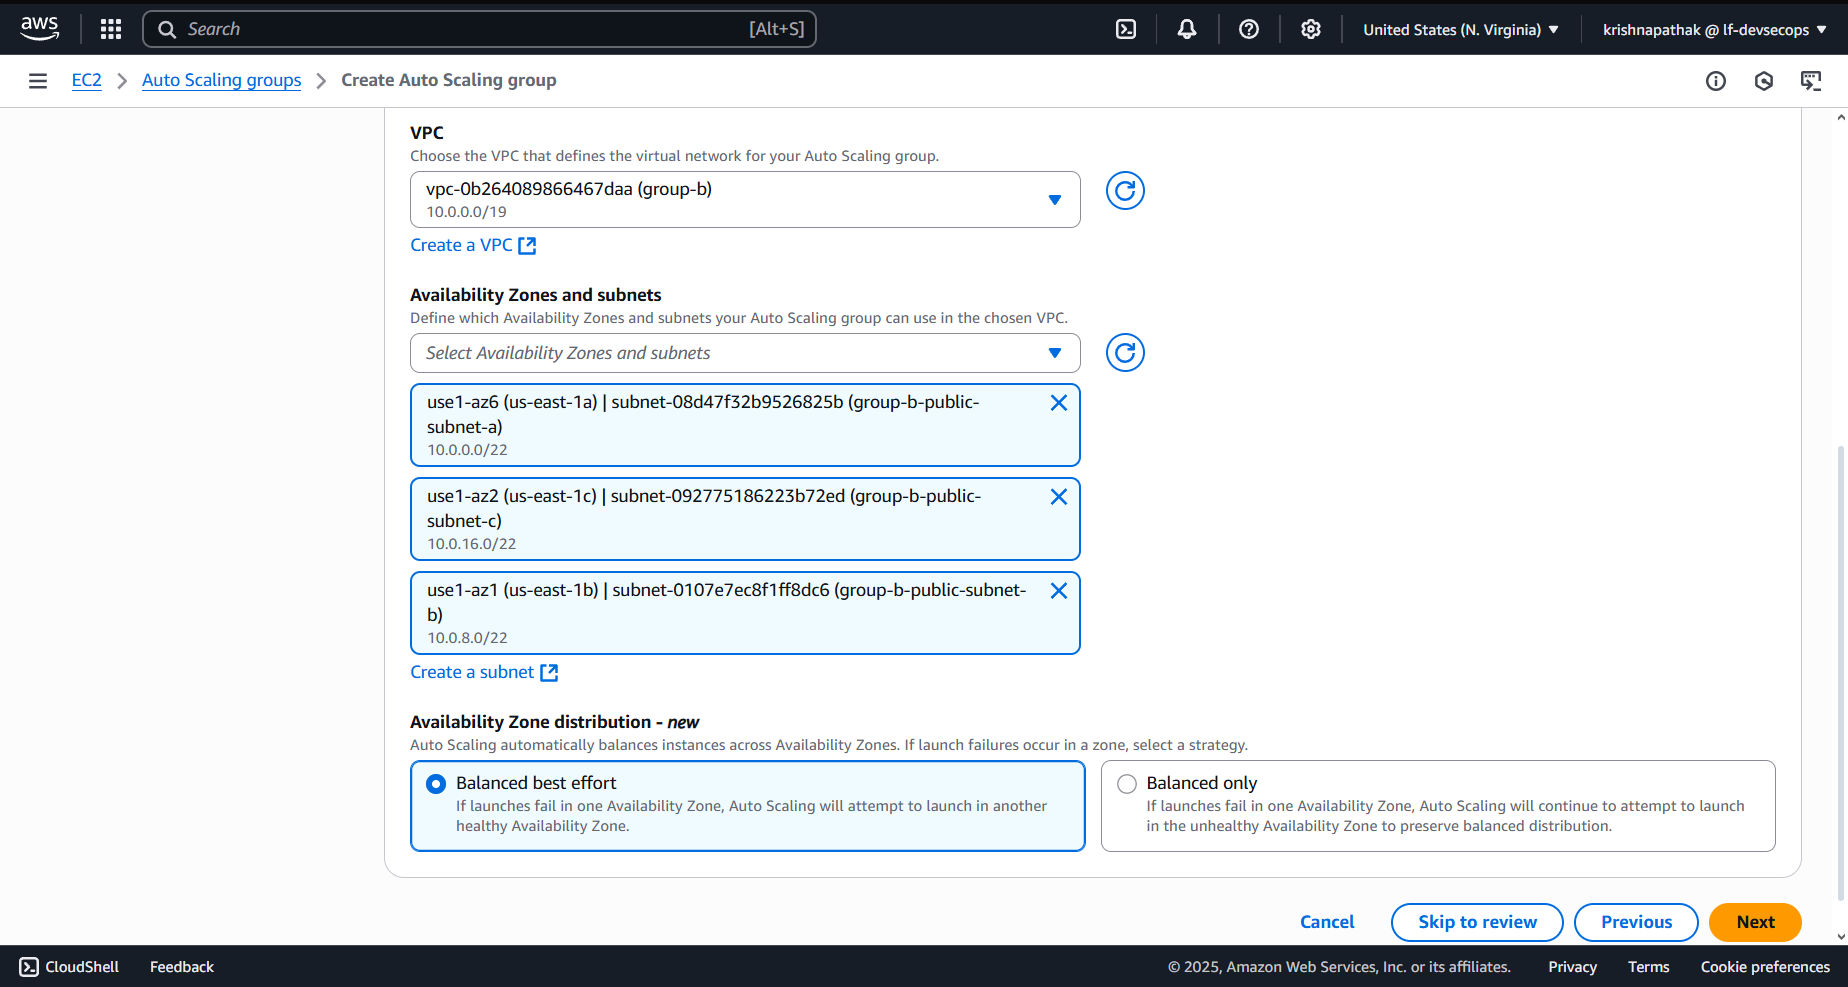 aws
Search [Alt+S]
United States (N. Virginia)
krishnapathak @ lf-devsecops
EC2 > Auto Scaling groups > Create Auto Scaling group
VPC
Choose the VPC that defines the virtual network for your Auto Scaling group.
vpc-0b264089866467daa (group-b)
10.0.0.0/19
Create a VPC
Availability Zones and subnets
Define which Availability Zones and subnets your Auto Scaling group can use in the chosen VPC.
Select Availability Zones and subnets
use1-az6 (us-east-1a) | subnet-08d47f32b9526825b (group-b-public-
subnet-a)
10.0.0.0/22
use1-az2 (us-east-1c) | subnet-092775186223b72ed (group-b-public-
subnet-c)
10.0.16.0/22
use1-az1 (us-east-1b) | subnet-0107e7ec8f1ff8dc6 (group-b-public-subnet-
b)
10.0.8.0/22
Create a subnet
Availability Zone distribution - new
Auto Scaling automatically balances instances across Availability Zones. If launch failures occur in a zone, select a strategy.
Balanced best effort
If launches fail in one Availability Zone, Auto Scaling will attempt to launch in another
healthy Availability Zone.
Balanced only
If launches fail in one Availability Zone, Auto Scaling will continue to attempt to launch
in the unhealthy Availability Zone to preserve balanced distribution.
Cancel
Skip to review
Previous
Next
CloudShell
Feedback
© 2025, Amazon Web Services, Inc. or its affiliates.
Privacy
Terms
Cookie preferences